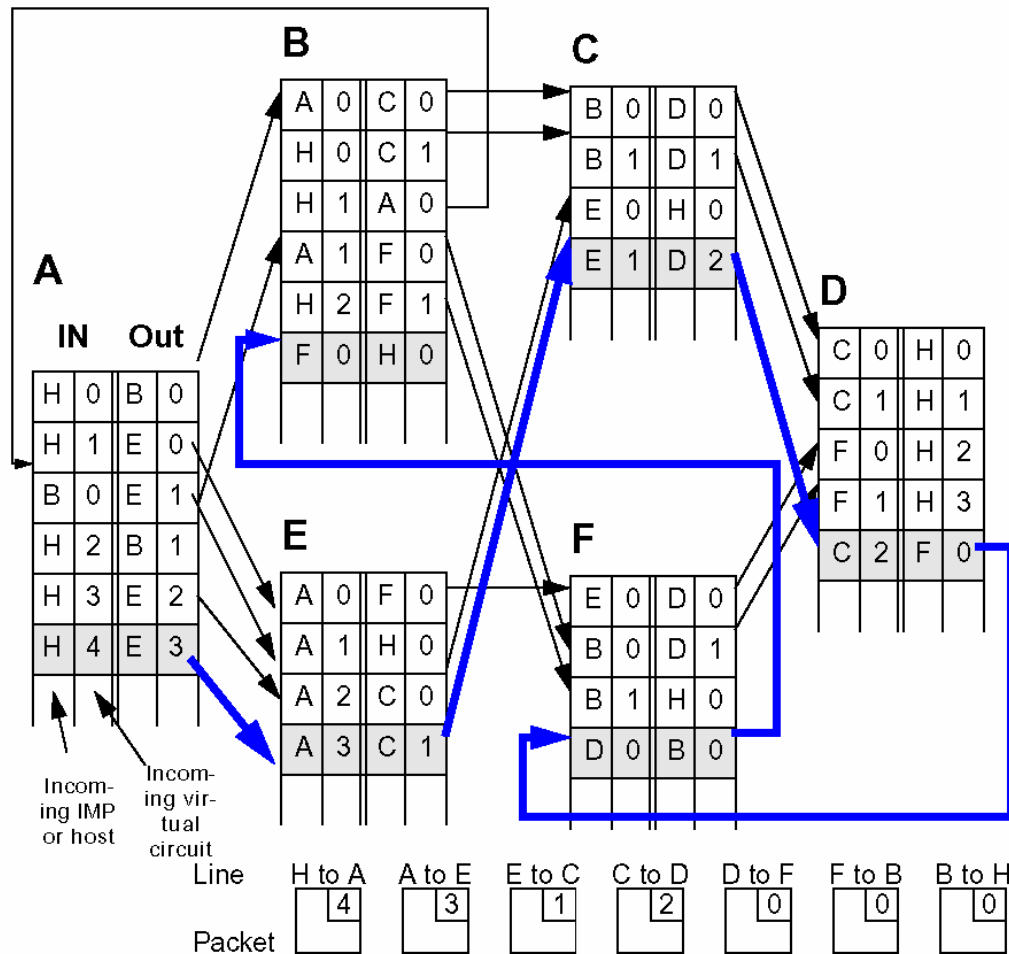 B
A 0 C 0
H 0 C 1
H 1 A 0
A 1 F 0
H 2 F 1
F 0 H 0
C
B 0 D 0
B 1 D 1
E 0 H 0
E 1 D 2
A
IN Out
H 0 B 0
H 1 E 0
B 0 E 1
H 2 B 1
H 3 E 2
H 4 E 3
Incom-
ing IMP
or host
Incom-
ing vir-
tual
circuit
D
C 0 H 0
C 1 H 1
F 0 H 2
F 1 H 3
C 2 F 0
E
A 0 F 0
A 1 H 0
A 2 C 0
A 3 C 1
F
E 0 D 0
B 0 D 1
B 1 H 0
D 0 B 0
Line H to A A to E E to C C to D D to F F to B B to H
4 3 1 2 0 0 0
Packet